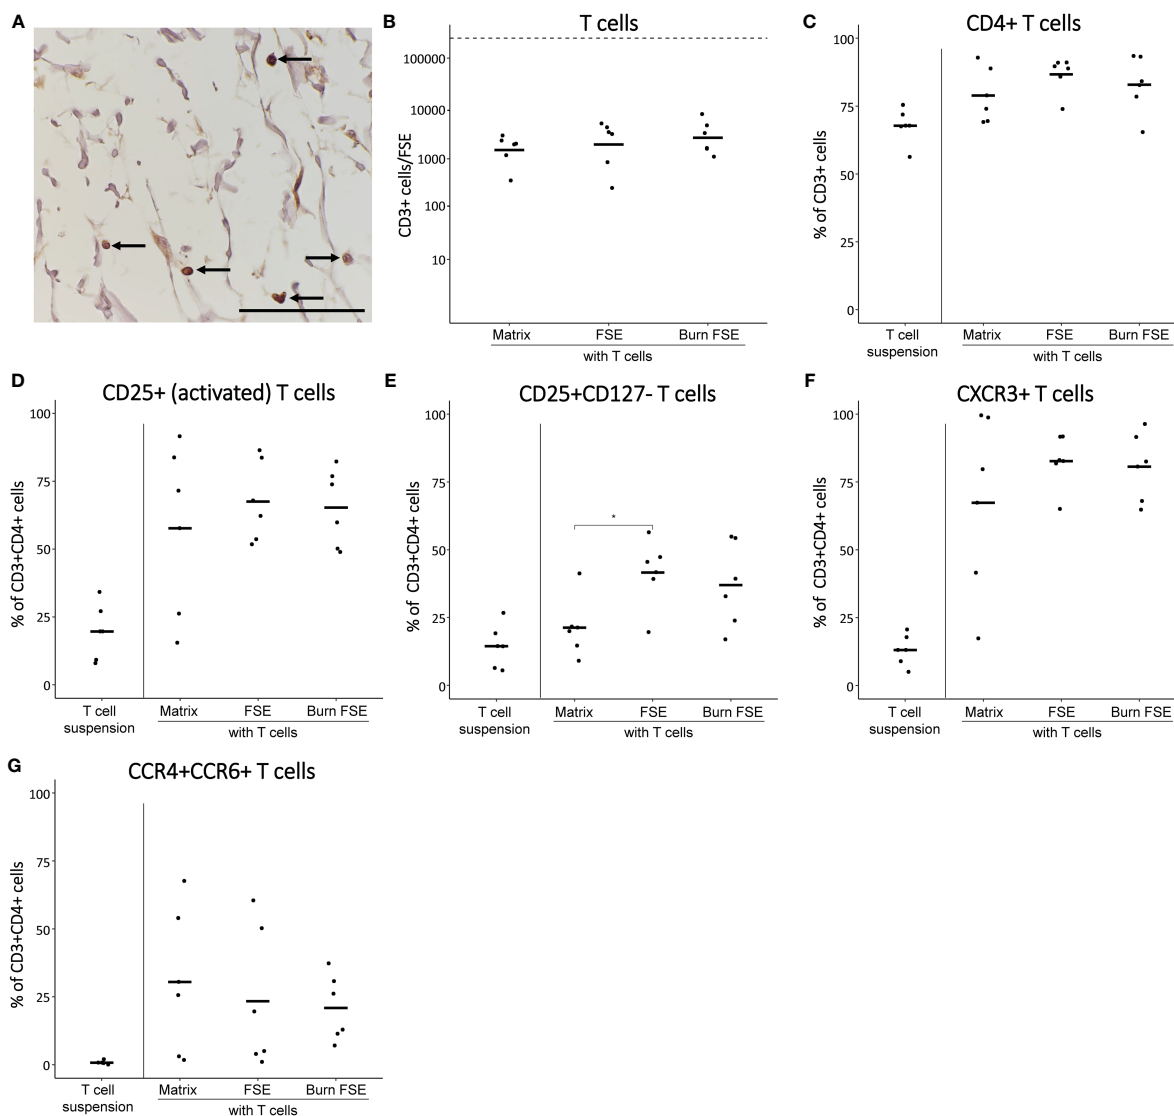 A
B
T cells
CD3+ cells/FSE
100000
10000
1000
100
10
Matrix FSE Burn FSE
with T cells
C
CD4+ T cells
% of CD3+ cells
100
75
50
25
0
T cell
suspension
Matrix FSE Burn FSE
with T cells
D
CD25+ (activated) T cells
% of CD3+CD4+ cells
100
75
50
25
0
T cell
suspension
Matrix FSE Burn FSE
with T cells
E
CD25+CD127- T cells
% of CD3+CD4+ cells
100
75
50
25
0
*
T cell
suspension
Matrix FSE Burn FSE
with T cells
F
CXCR3+ T cells
% of CD3+CD4+ cells
100
75
50
25
0
T cell
suspension
Matrix FSE Burn FSE
with T cells
G
CCR4+CCR6+ T cells
% of CD3+CD4+ cells
100
75
50
25
0
T cell
suspension
Matrix FSE Burn FSE
with T cells